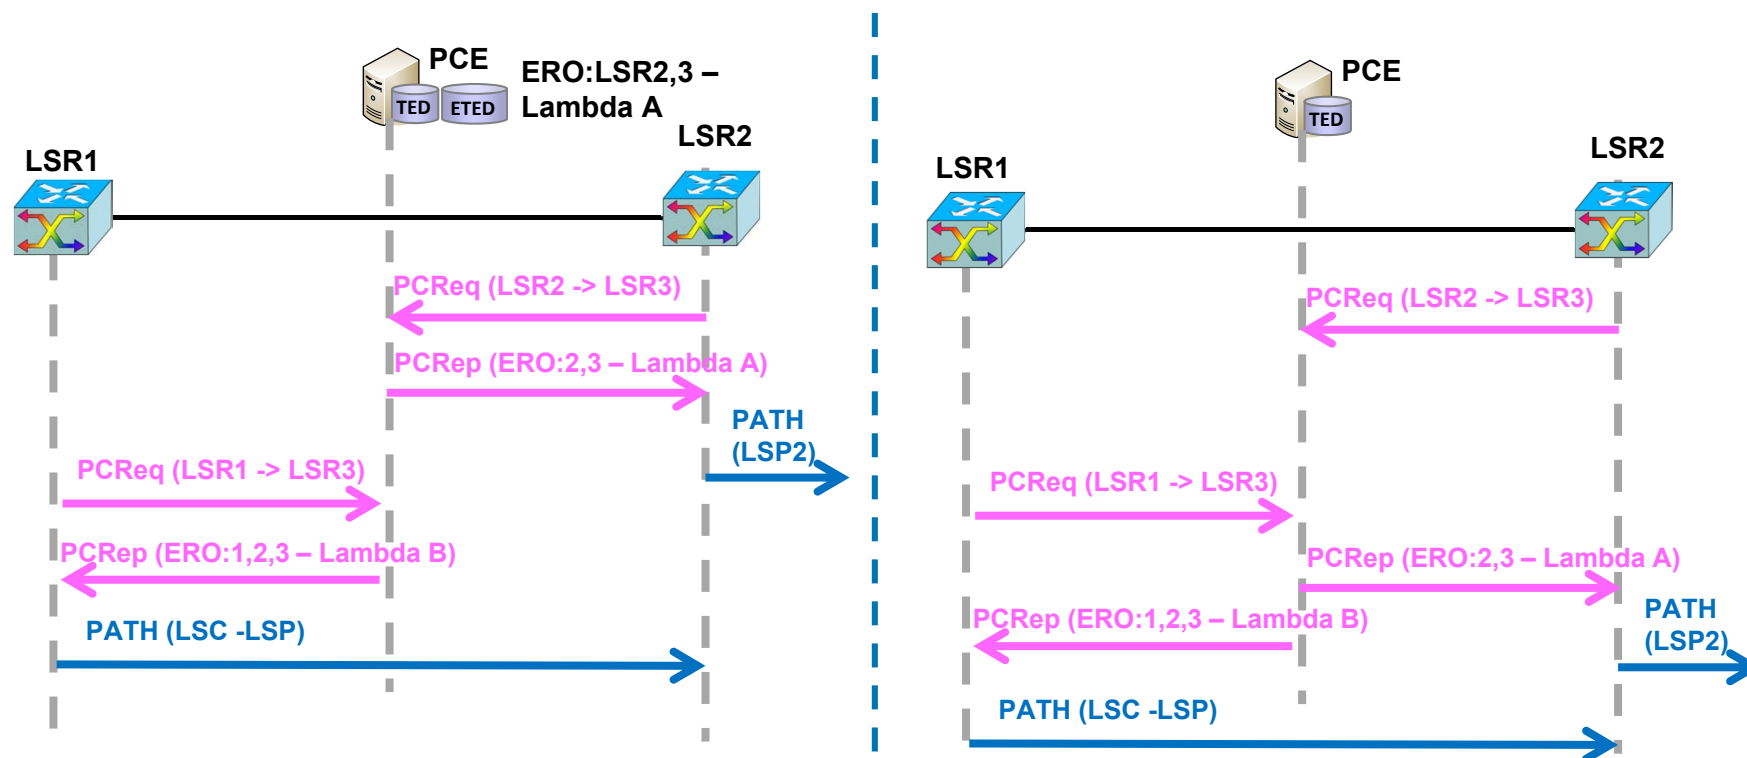 PCE
ERO:LSR2,3 –
Lambda A
TED
ETED
LSR2
LSR1
PCReq (LSR2 -> LSR3)
PCRep (ERO:2,3 – Lambda A)
PATH
(LSP2)
PCReq (LSR1 -> LSR3)
PCRep (ERO:1,2,3 – Lambda B)
PATH (LSC -LSP)
PCE
TED
LSR2
LSR1
PCReq (LSR2 -> LSR3)
PCReq (LSR1 -> LSR3)
PCRep (ERO:2,3 – Lambda A)
PATH
(LSP2)
PCRep (ERO:1,2,3 – Lambda B)
PATH (LSC -LSP)